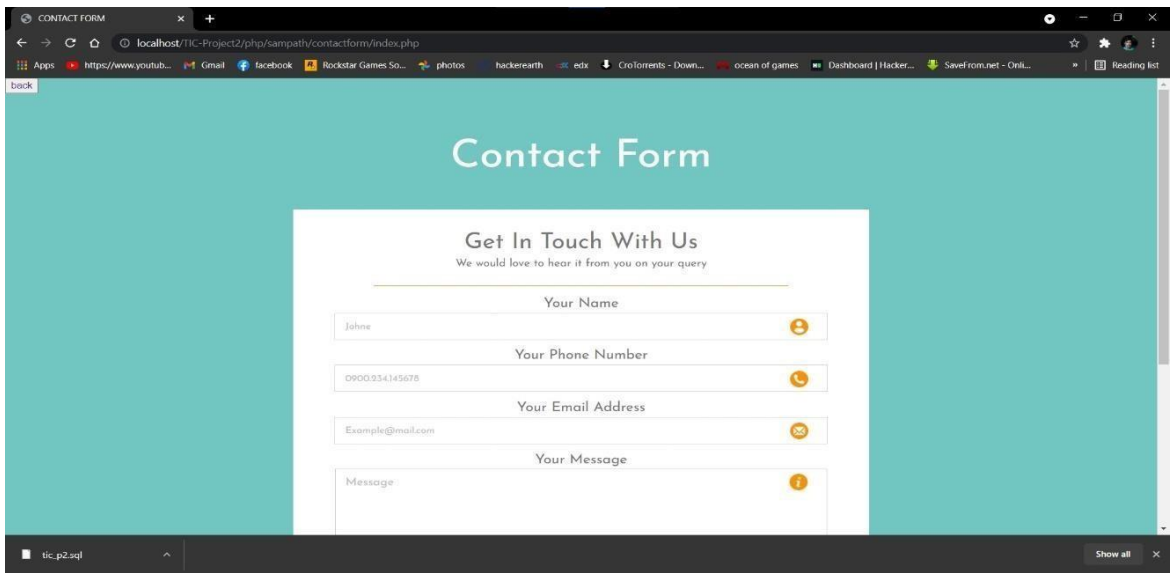 CONTACT FORM
localhost/TIC-Project2/php/sampath/contactform/index.php
Apps https://www.youtub... Gmail facebook Rockstar Games So... photos hackerearth edx CroTorrents - Down... ocean of games Dashboard | Hacker... SaveFrom.net - Onli... » Reading list
back
Contact Form
Get In Touch With Us
We would love to hear it from you on your query
Your Name
Johne
Your Phone Number
0900.234.145678
Your Email Address
Example@mail.com
Your Message
Message
tic_p2.sql
Show all